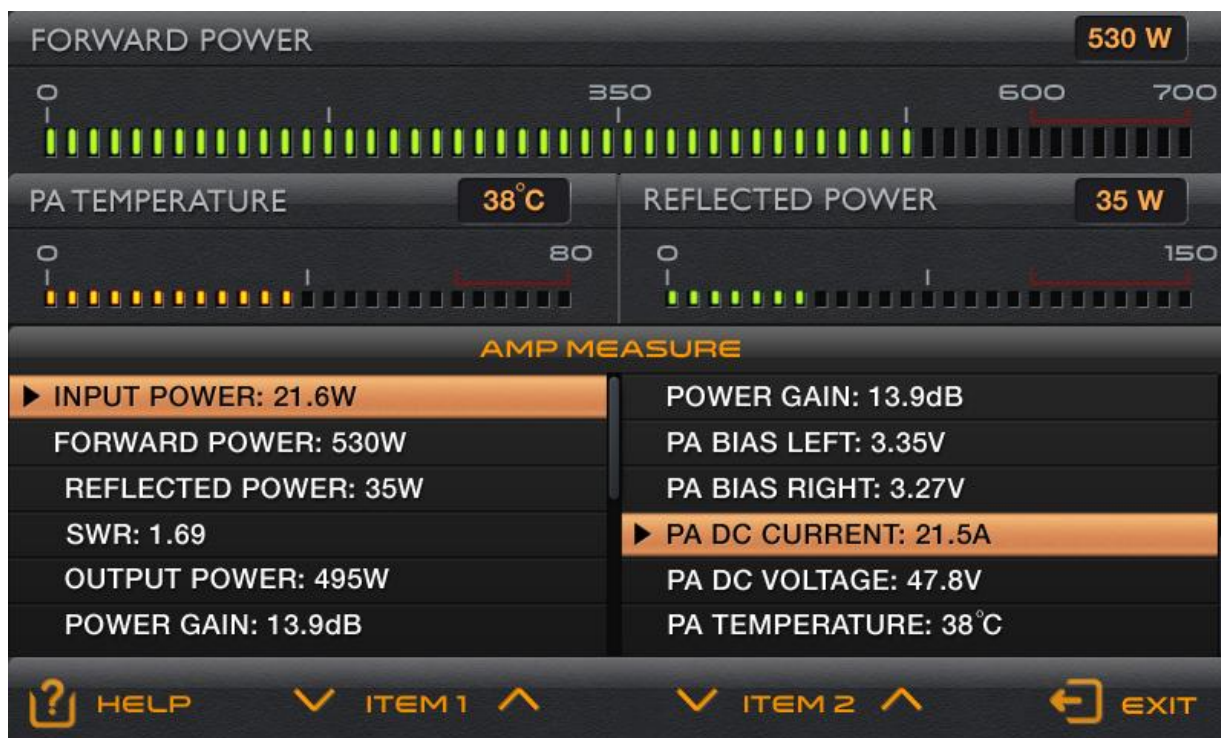 FORWARD POWER 530 W
0 350 600 700
PA TEMPERATURE 38°C
0 80
REFLECTED POWER 35 W
0 150
AMP MEASURE
INPUT POWER: 21.6W
FORWARD POWER: 530W
REFLECTED POWER: 35W
SWR: 1.69
OUTPUT POWER: 495W
POWER GAIN: 13.9dB
POWER GAIN: 13.9dB
PA BIAS LEFT: 3.35V
PA BIAS RIGHT: 3.27V
PA DC CURRENT: 21.5A
PA DC VOLTAGE: 47.8V
PA TEMPERATURE: 38°C
? HELP ITEM 1 ITEM 2 EXIT